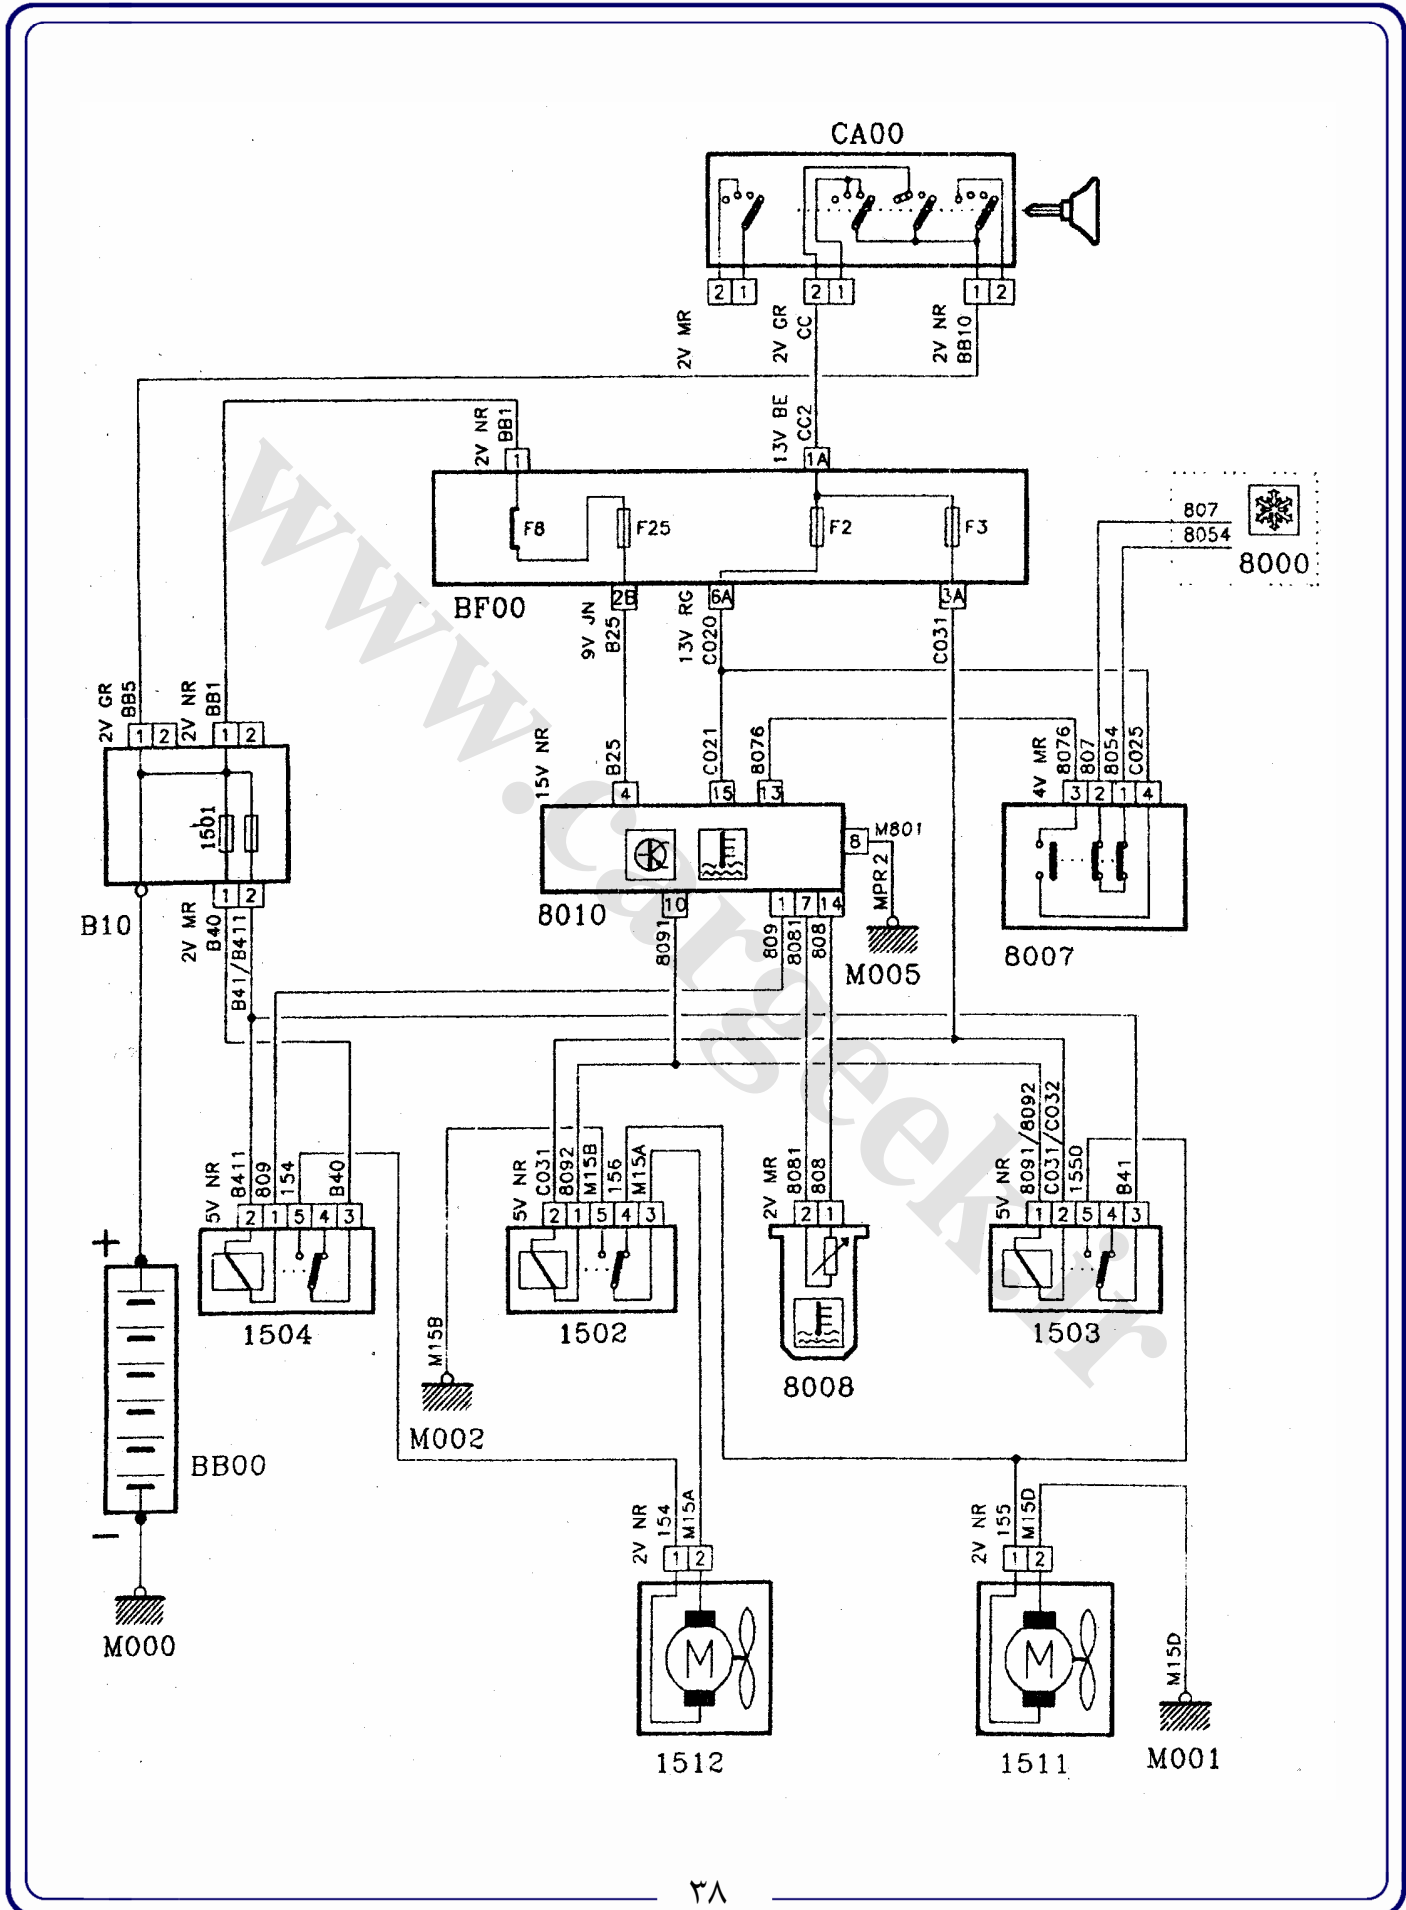 CA00
2 1 2 1 1 2
2V MR
2V GR
CC
2V NR
BB10
2V NR
BB1
13V BE
CC2
1 1A
F8 F25 F2 F3
807
8054
8000
BF00
2B 6A 3A
9V JN
B25
13V RG
C020
C031
2V GR
BB5
2V NR
BB1
1 2 1 2
1501
1 2
B10
2V MR
B40
B41/B411
15V NR
B25
C021
8076
4 15 13
8
M801
MPR2
M005
8010
10 1 7 14
8091
809
8081
808
4V MR
8076
807
8054
C025
3 2 1 4
8007
5V NR
B411
809
154
B40
2 1 5 4 3
1504
5V NR
C031
8092
M15B
156
M15A
2 1 5 4 3
1502
2V MR
8081
808
2 1
8008
5V NR
8091/8092
C031/C032
1550
B41
1 2 5 4 3
1503
+
BB00
–
M000
M15B
M002
2V NR
154
M15A
1 2
M
1512
2V NR
155
M15D
1 2
M
1511
M15D
M001
www.cargeek.ir
٣٨